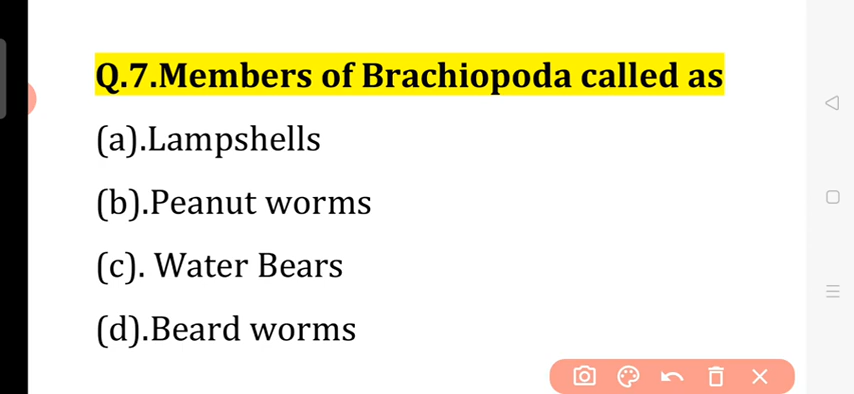 Q.7.Members of Brachiopoda called as
(a).Lampshells
(b).Peanut worms
(c). Water Bears
(d).Beard worms